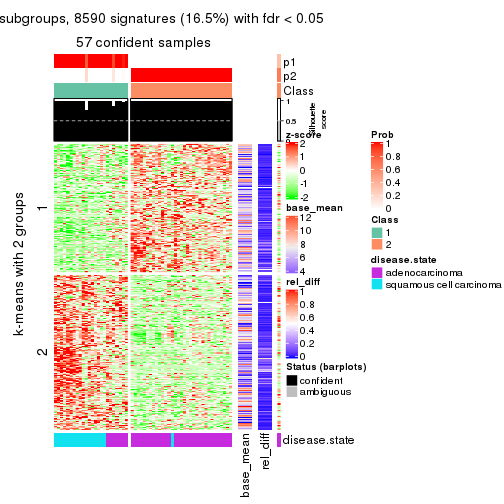 subgroups, 8590 signatures (16.5%) with fdr < 0.05
57 confident samples
p1
p2
Class
1
0.5
0
Silhouette
score
k-means with 2 groups
1
2
z-score
2
1
0
-1
-2
base_mean
12
10
8
6
4
rel_diff
1
0.8
0.6
0.4
0.2
0
Status (barplots)
confident
ambiguous
Prob
1
0.8
0.6
0.4
0.2
0
Class
1
2
disease.state
adenocarcinoma
squamous cell carcinoma
disease.state
base_mean
rel_diff